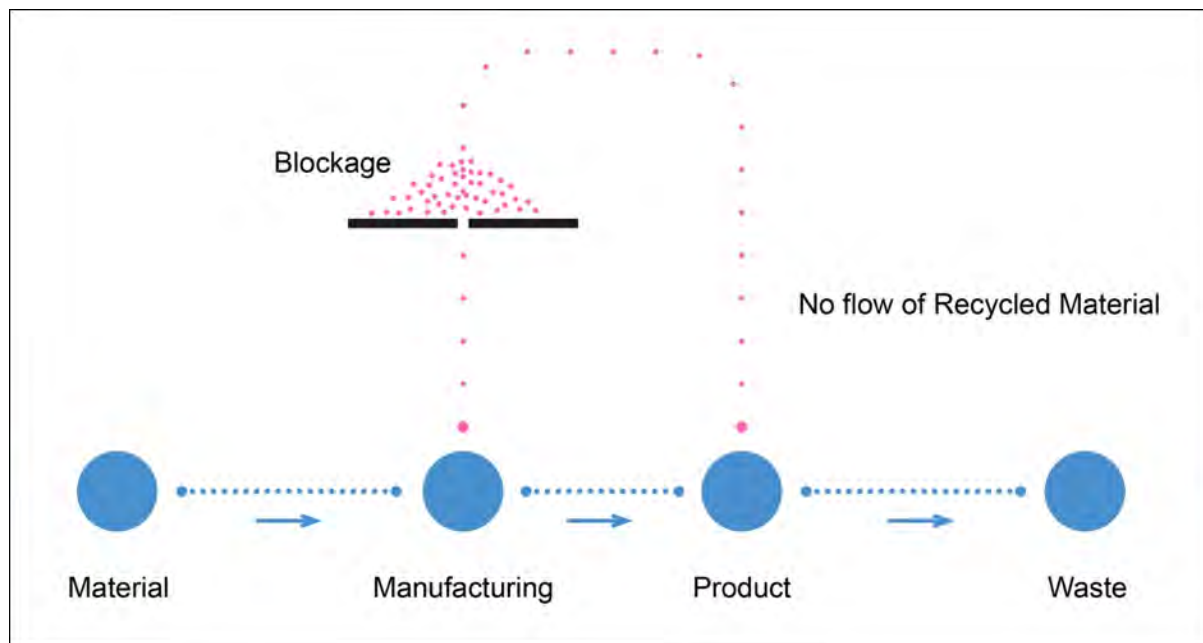 Blockage
No flow of Recycled Material
Material
Manufacturing
Product
Waste